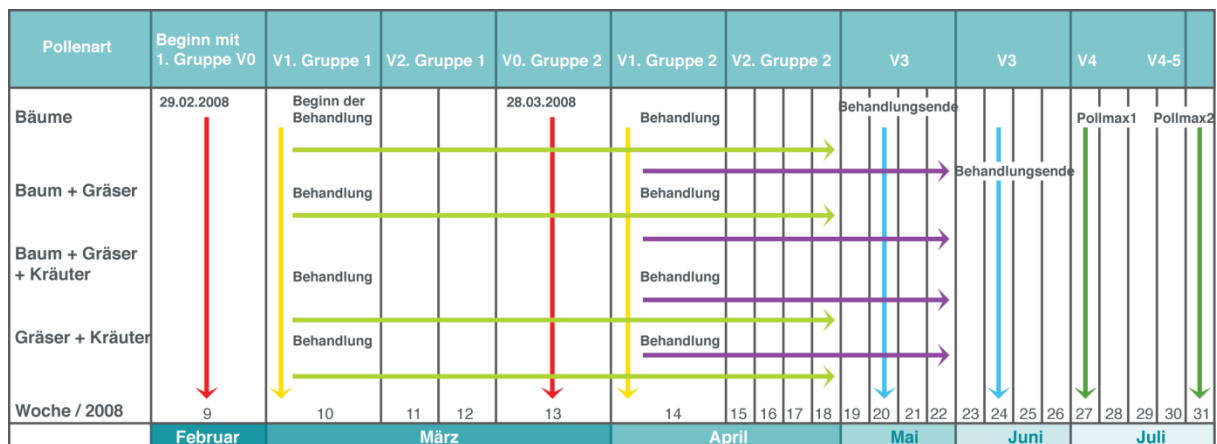 Pollenart
Beginn mit
1. Gruppe V0
V1. Gruppe 1
V2. Gruppe 1
V0. Gruppe 2
V1. Gruppe 2
V2. Gruppe 2
V3
V3
V4
V4-5
Bäume
29.02.2008
Beginn der
Behandlung
28.03.2008
Behandlung
Behandlungsende
Pollmax1
Pollmax2
Behandlungsende
Baum + Gräser
Behandlung
Behandlung
Baum + Gräser
+ Kräuter
Behandlung
Behandlung
Gräser + Kräuter
Behandlung
Behandlung
Woche / 2008
9
10
11
12
13
14
15
16
17
18
19
20
21
22
23
24
25
26
27
28
29
30
31
Februar
März
April
Mai
Juni
Juli